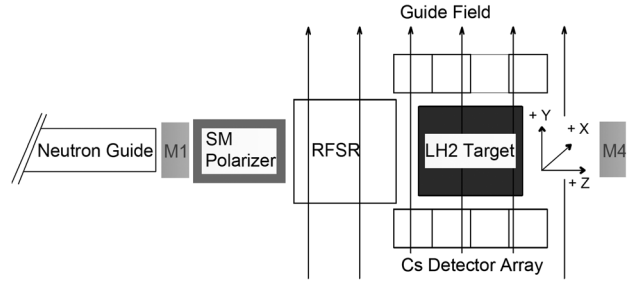 Guide Field
+ Y
+ X
Neutron Guide
M1
SM
Polarizer
RFSR
LH2 Target
M4
+ Z
Cs Detector Array